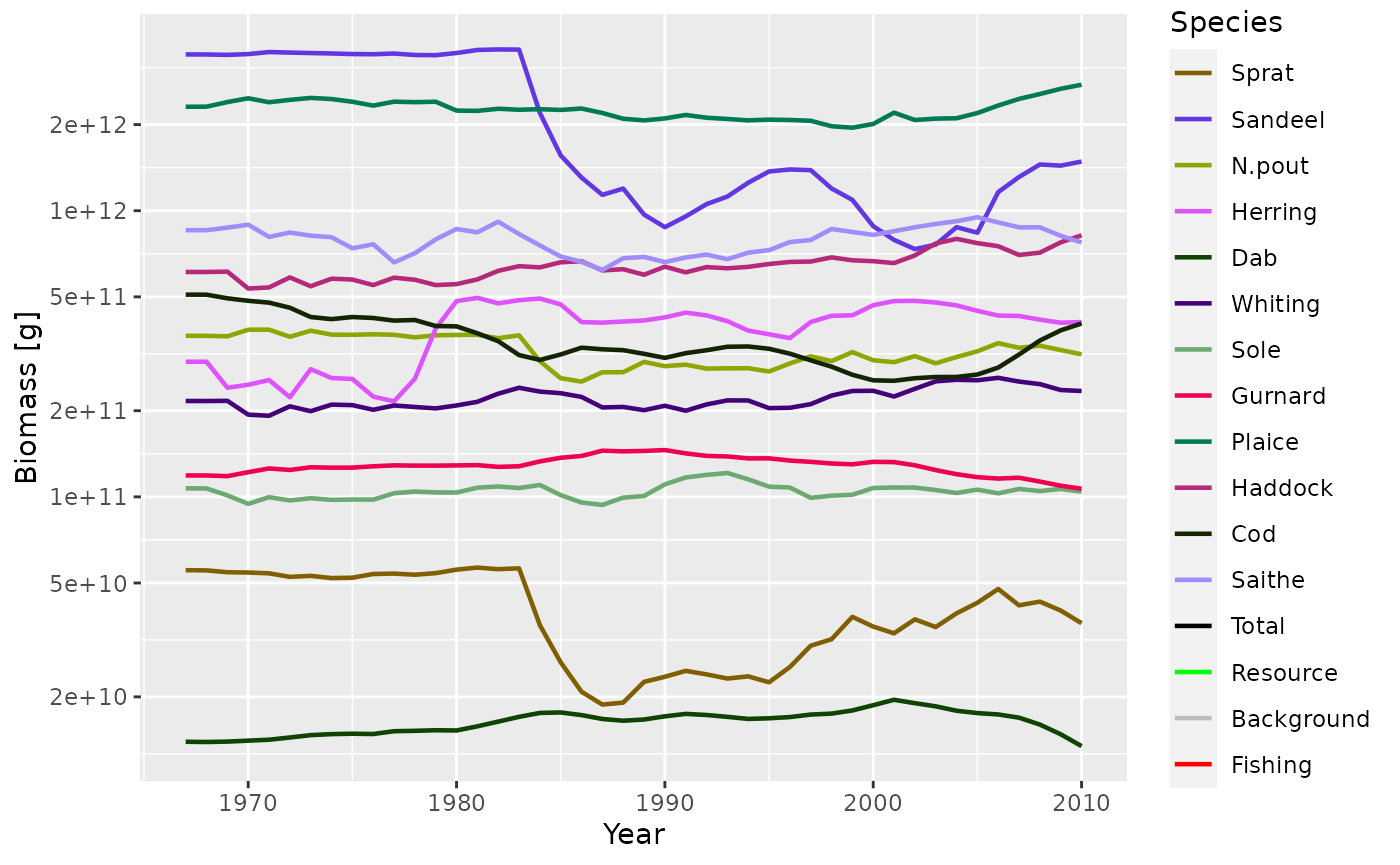 Species
Sprat
Sandeel
N.pout
Herring
Dab
Whiting
Sole
Gurnard
Plaice
Haddock
Cod
Saithe
Total
Resource
Background
Fishing
Biomass [g]
2e+12
1e+12
5e+11
2e+11
1e+11
5e+10
2e+10
1970 1980 1990 2000 2010
Year